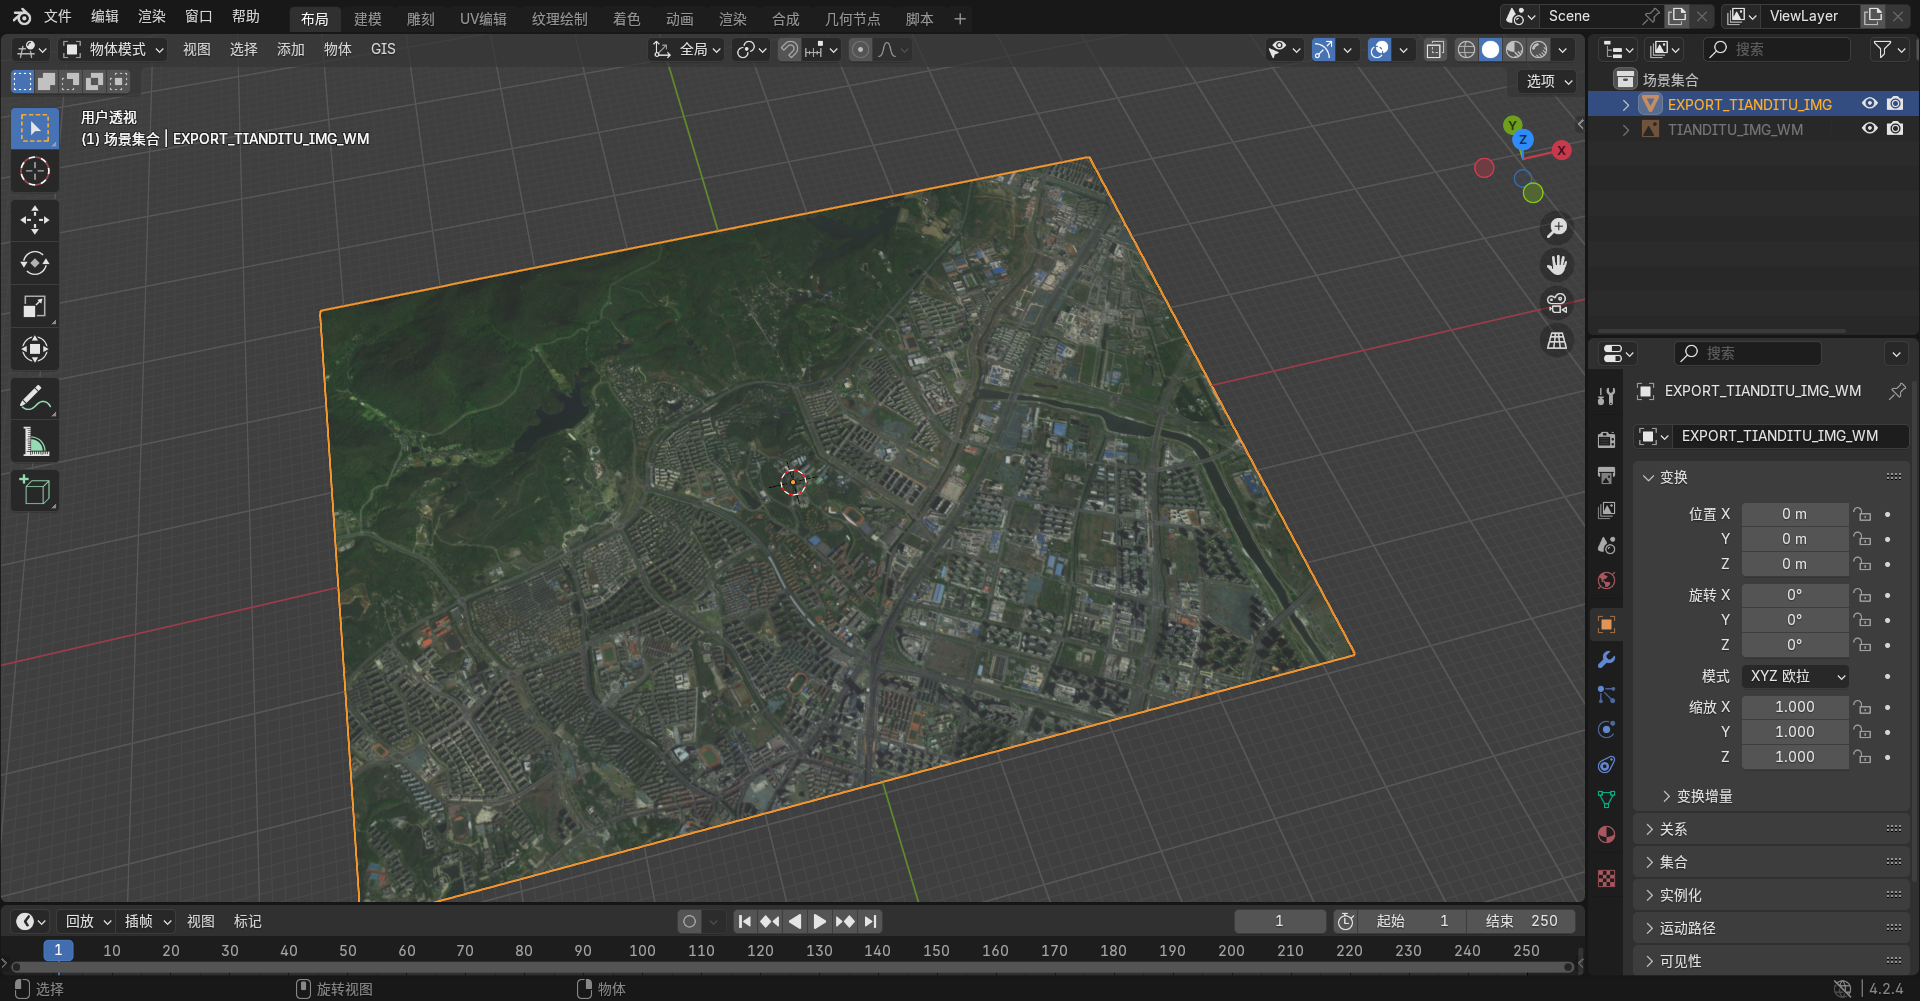 文件 编辑 渲染 窗口 帮助 布局 建模 雕刻 UV编辑 纹理绘制 着色 动画 渲染 合成 几何节点 脚本 + Scene ViewLayer
物体模式 视图 选择 添加 物体 GIS 全局 搜索
选项
用户透视
(1) 场景集合 | EXPORT_TIANDITU_IMG_WM
Y
Z
X
场景集合
EXPORT_TIANDITU_IMG
TIANDITU_IMG_WM
搜索
EXPORT_TIANDITU_IMG_WM
EXPORT_TIANDITU_IMG_WM
变换
位置 X 0 m
Y 0 m
Z 0 m
旋转 X 0°
Y 0°
Z 0°
模式 XYZ 欧拉
缩放 X 1.000
Y 1.000
Z 1.000
变换增量
关系
集合
实例化
运动路径
可见性
回放 插帧 视图 标记 1 起始 1 结束 250
1 10 20 30 40 50 60 70 80 90 100 110 120 130 140 150 160 170 180 190 200 210 220 230 240 250
选择 旋转视图 物体 4.2.4